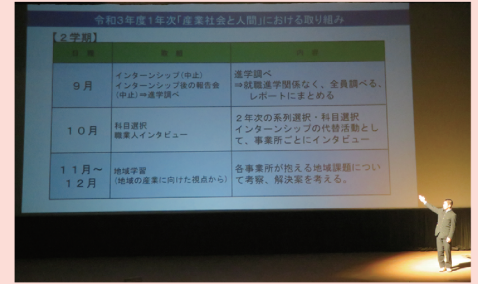 令和3年度1年次「産業社会と人間」における取り組み
【2学期】
日 程
内 容
9月
インターンシップ(中止)
インターンシップ後の報告会
(中止)⇒進学調べ
進学調べ
⇒就職進学関係なく、全員調べる、
レポートにまとめる
10月
科目選択
職業人インタビュー
2年次の系列選択・科目選択
インターンシップの代替活動とし
て、事業所ごとにインタビュー
11月~
12月
地域学習
(地域の産業に向けた視点から)
各事業所が抱える地域課題につい
て考察、解決案を考える。